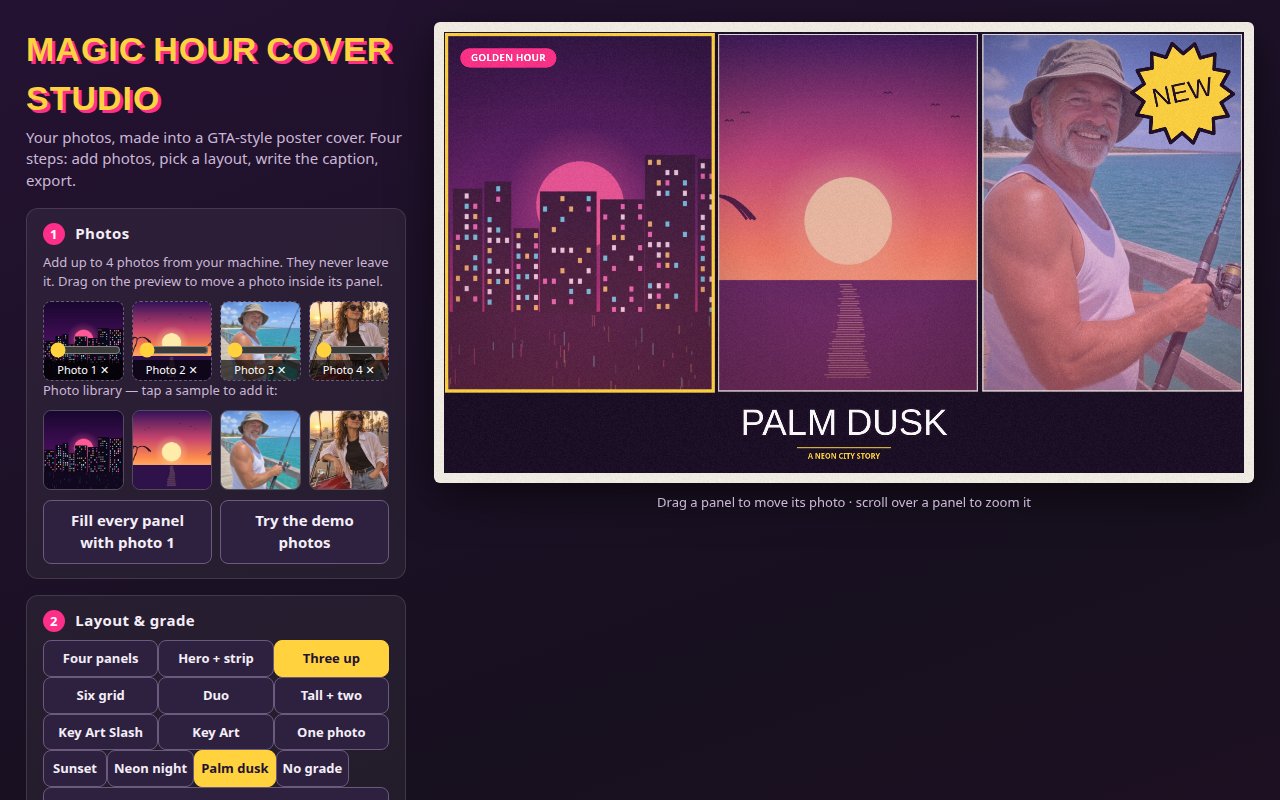 MAGIC HOUR COVER
STUDIO
Your photos, made into a GTA-style poster cover. Four
steps: add photos, pick a layout, write the caption,
export.
1 Photos
Add up to 4 photos from your machine. They never leave
it. Drag on the preview to move a photo inside its panel.
Photo 1 ✕ Photo 2 ✕ Photo 3 ✕ Photo 4 ✕
Photo library — tap a sample to add it:
Fill every panel
with photo 1
Try the demo
photos
2 Layout & grade
Four panels Hero + strip Three up
Six grid Duo Tall + two
Key Art Slash Key Art One photo
Sunset Neon night Palm dusk No grade
GOLDEN HOUR
NEW
PALM DUSK
A NEON CITY STORY
Drag a panel to move its photo · scroll over a panel to zoom it